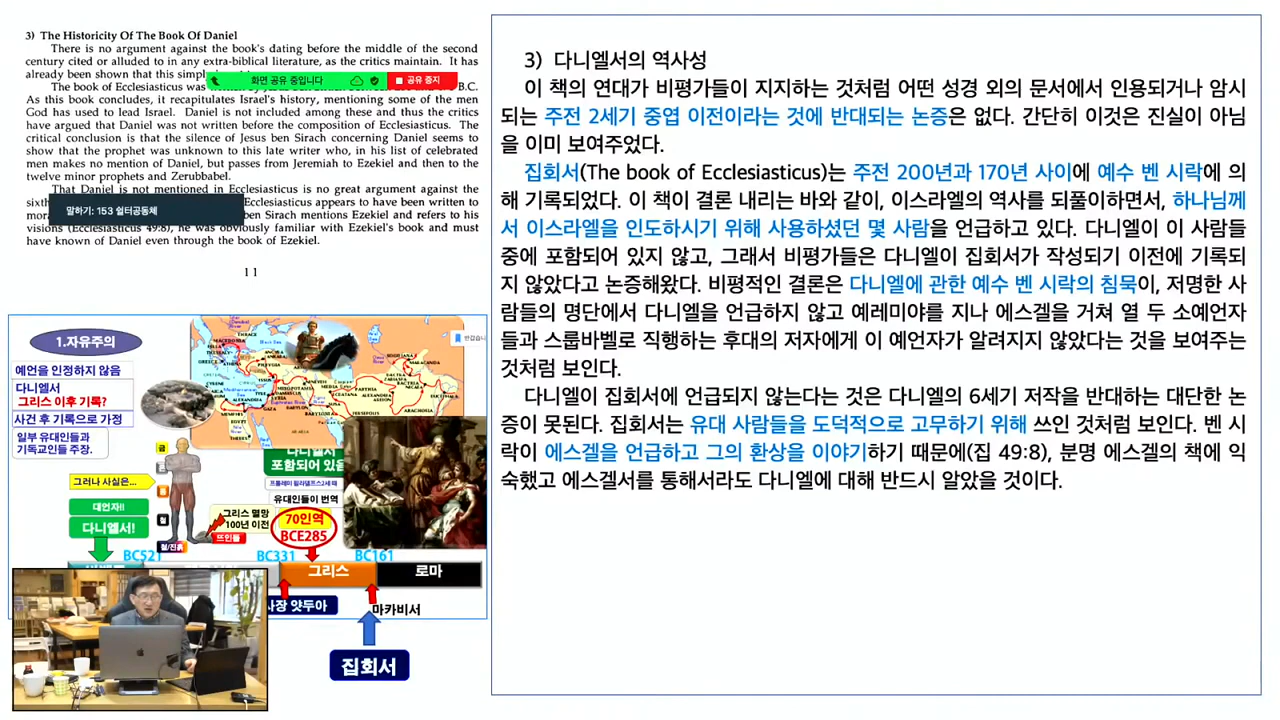 3) The Historicity Of The Book Of Daniel
There is no argument against the book's dating before the middle of the second
century cited or alluded to in any extra-biblical literature, as the critics maintain. It has
already been shown that this simpl
화면 공유 중입니다
공유 중지
The book of Ecclesiasticus was B.C.
As this book concludes, it recapitulates Israel's history, mentioning some of the men
God has used to lead Israel. Daniel is not included among these and thus the critics
have argued that Daniel was not written before the composition of Ecclesiasticus. The
critical conclusion is that the silence of Jesus ben Sirach concerning Daniel seems to
show that the prophet was unknown to this late writer who, in his list of celebrated
men makes no mention of Daniel, but passes from Jeremiah to Ezekiel and then to the
twelve minor prophets and Zerubbabel.
That Daniel is not mentioned in Ecclesiasticus is no great argument against the
sixth Ecclesiasticus appears to have been written to
말하기: 153 쉴터공동체
mora ben Sirach mentions Ezekiel and refers to his
visions (Ecclesiasticus 49:8), he was obviously familiar with Ezekiel's book and must
have known of Daniel even through the book of Ezekiel.
11
1.자유주의
예언을 인정하지 않음
다니엘서
그리스 이후 기록?
사건 후 기록으로 가정
일부 유대인들과
기독교인들 주장.
그러나 사실은...
대언자!!
다니엘서!
금
철/진흙
그리스 멸망
100년 이전
뜨인돌
다니엘서
포함되어 있음
유대인들이 번역
70인역
BCE285
BC521
BC331
BC161
그리스
로마
사장 얏두아
마카비서
집회서
3) 다니엘서의 역사성
이 책의 연대가 비평가들이 지지하는 것처럼 어떤 성경 외의 문서에서 인용되거나 암시
되는 주전 2세기 중엽 이전이라는 것에 반대되는 논증은 없다. 간단히 이것은 진실이 아님
을 이미 보여주었다.
집회서(The book of Ecclesiasticus)는 주전 200년과 170년 사이에 예수 벤 시락에 의
해 기록되었다. 이 책이 결론 내리는 바와 같이, 이스라엘의 역사를 되풀이하면서, 하나님께
서 이스라엘을 인도하시기 위해 사용하셨던 몇 사람을 언급하고 있다. 다니엘이 이 사람들
중에 포함되어 있지 않고, 그래서 비평가들은 다니엘이 집회서가 작성되기 이전에 기록되
지 않았다고 논증해왔다. 비평적인 결론은 다니엘에 관한 예수 벤 시락의 침묵이, 저명한 사
람들의 명단에서 다니엘을 언급하지 않고 예레미야를 지나 에스겔을 거쳐 열 두 소예언자
들과 스룹바벨로 직행하는 후대의 저자에게 이 예언자가 알려지지 않았다는 것을 보여주는
것처럼 보인다.
다니엘이 집회서에 언급되지 않는다는 것은 다니엘의 6세기 저작을 반대하는 대단한 논
증이 못된다. 집회서는 유대 사람들을 도덕적으로 고무하기 위해 쓰인 것처럼 보인다. 벤 시
락이 에스겔을 언급하고 그의 환상을 이야기하기 때문에(집 49:8), 분명 에스겔의 책에 익
숙했고 에스겔서를 통해서라도 다니엘에 대해 반드시 알았을 것이다.